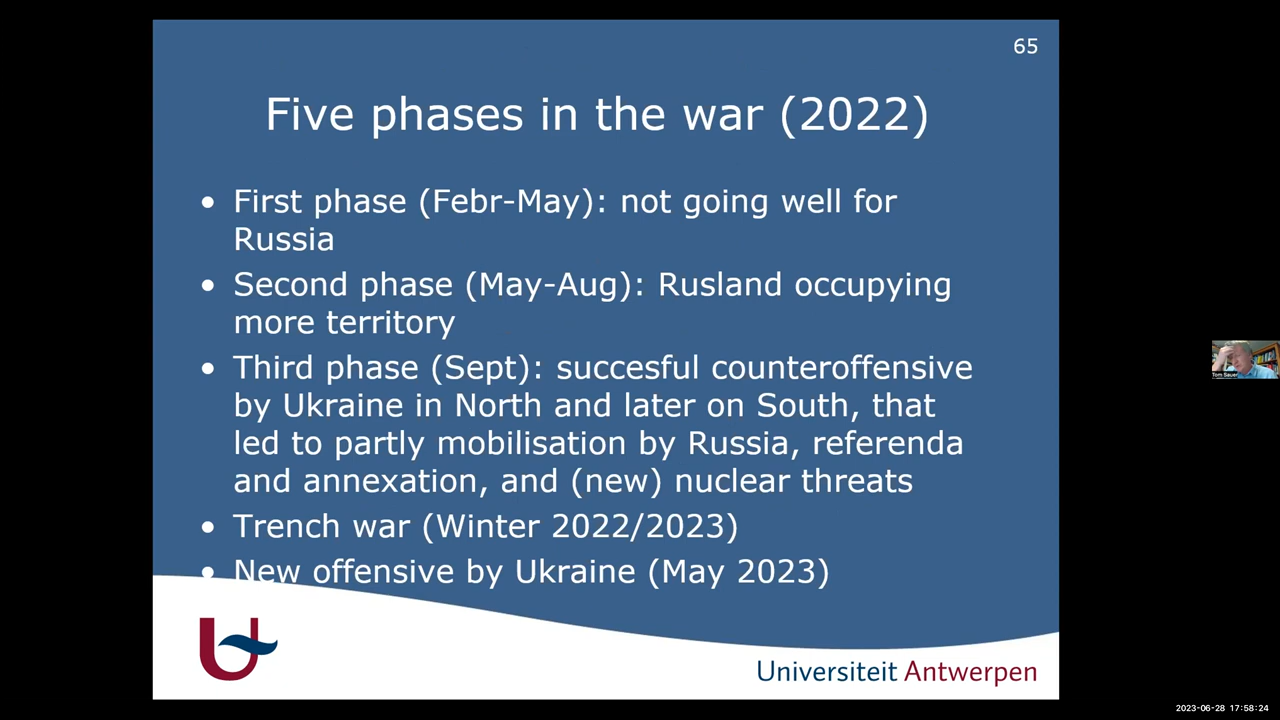 65
Five phases in the war (2022)
• First phase (Febr-May): not going well for
Russia
• Second phase (May-Aug): Rusland occupying
more territory
• Third phase (Sept): succesful counteroffensive
by Ukraine in North and later on South, that
led to partly mobilisation by Russia, referenda
and annexation, and (new) nuclear threats
• Trench war (Winter 2022/2023)
• New offensive by Ukraine (May 2023)
Universiteit Antwerpen
Tom Sauer
2023-06-28 17:58:24